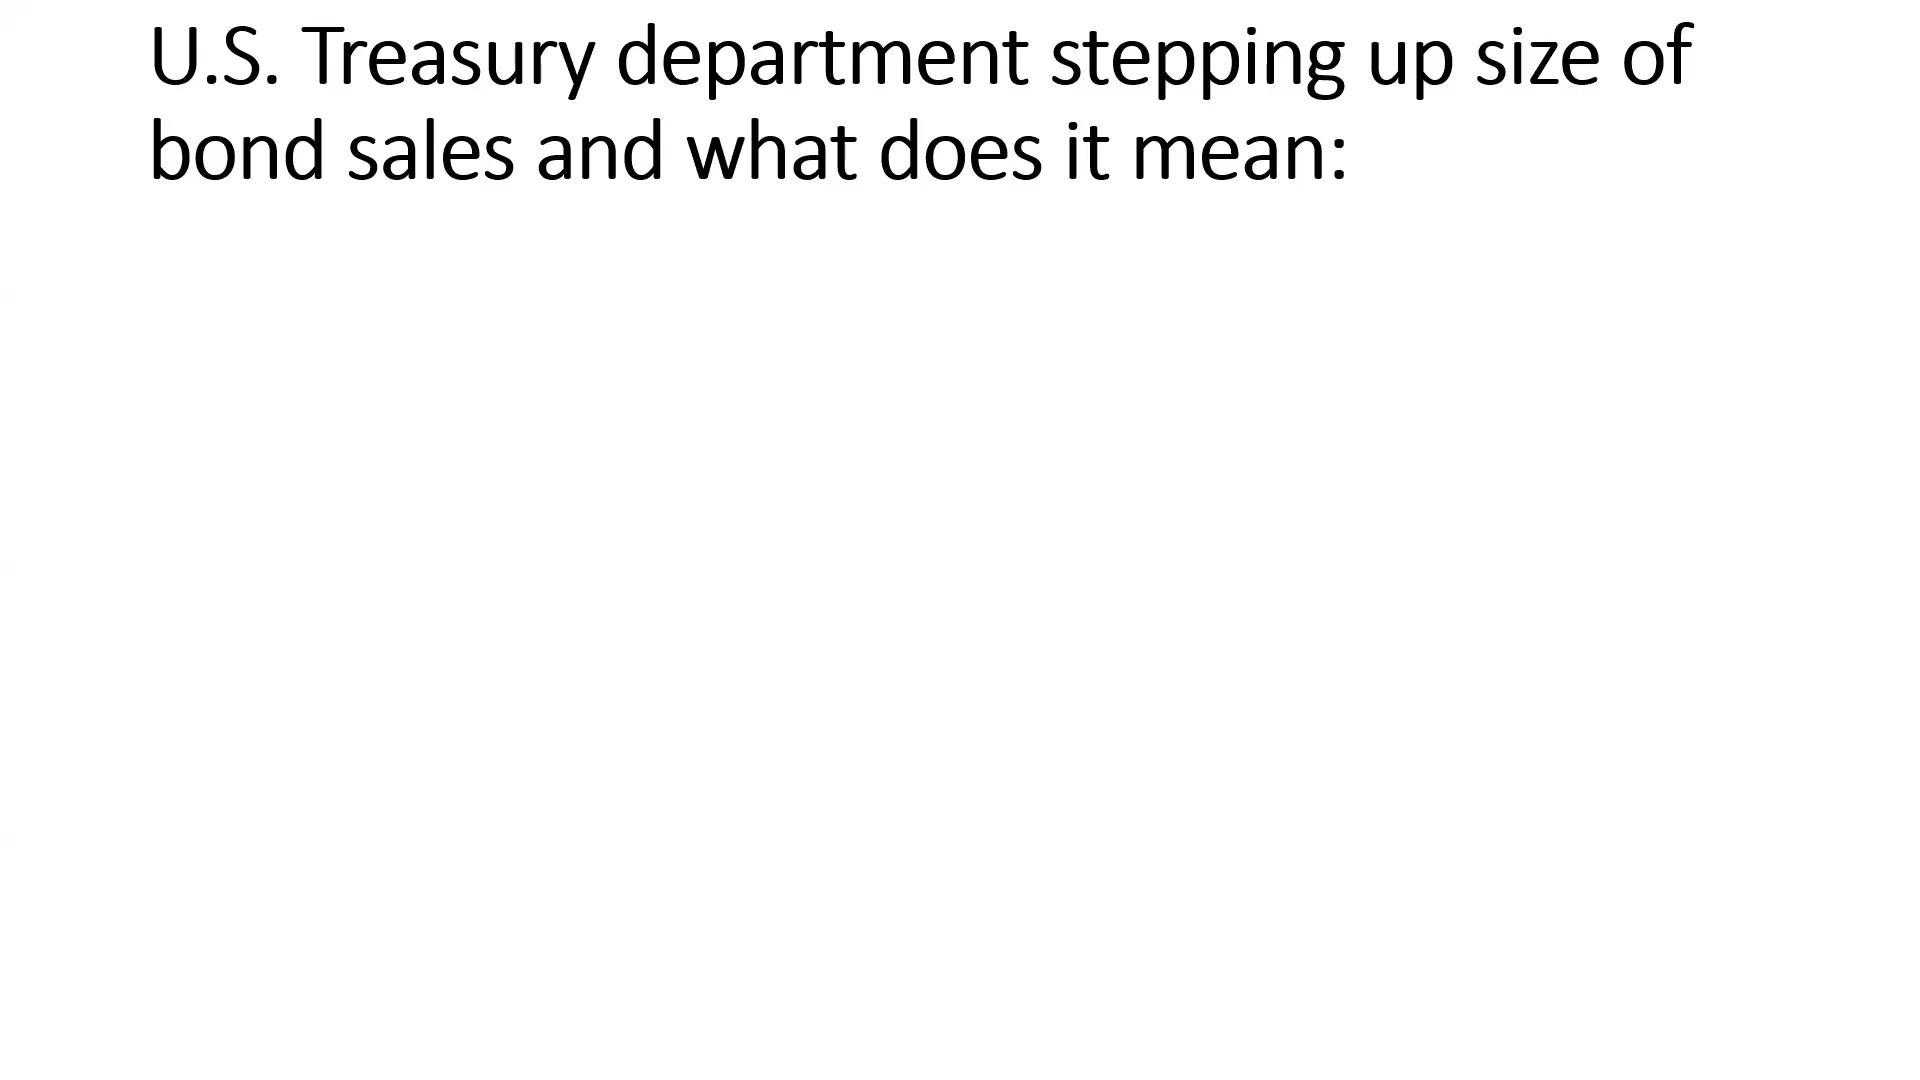 U.S. Treasury department stepping up size of
bond sales and what does it mean: